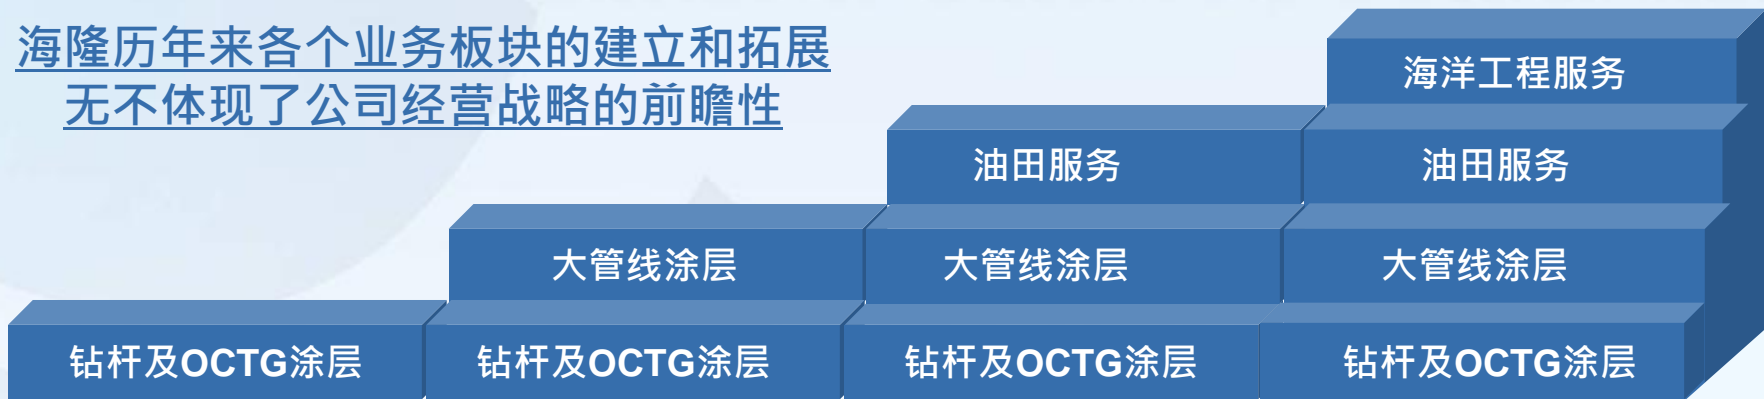 海隆历年来各个业务板块的建立和拓展
无不体现了公司经营战略的前瞻性
海洋工程服务
油田服务
油田服务
大管线涂层
大管线涂层
大管线涂层
钻杆及OCTG涂层
钻杆及OCTG涂层
钻杆及OCTG涂层
钻杆及OCTG涂层